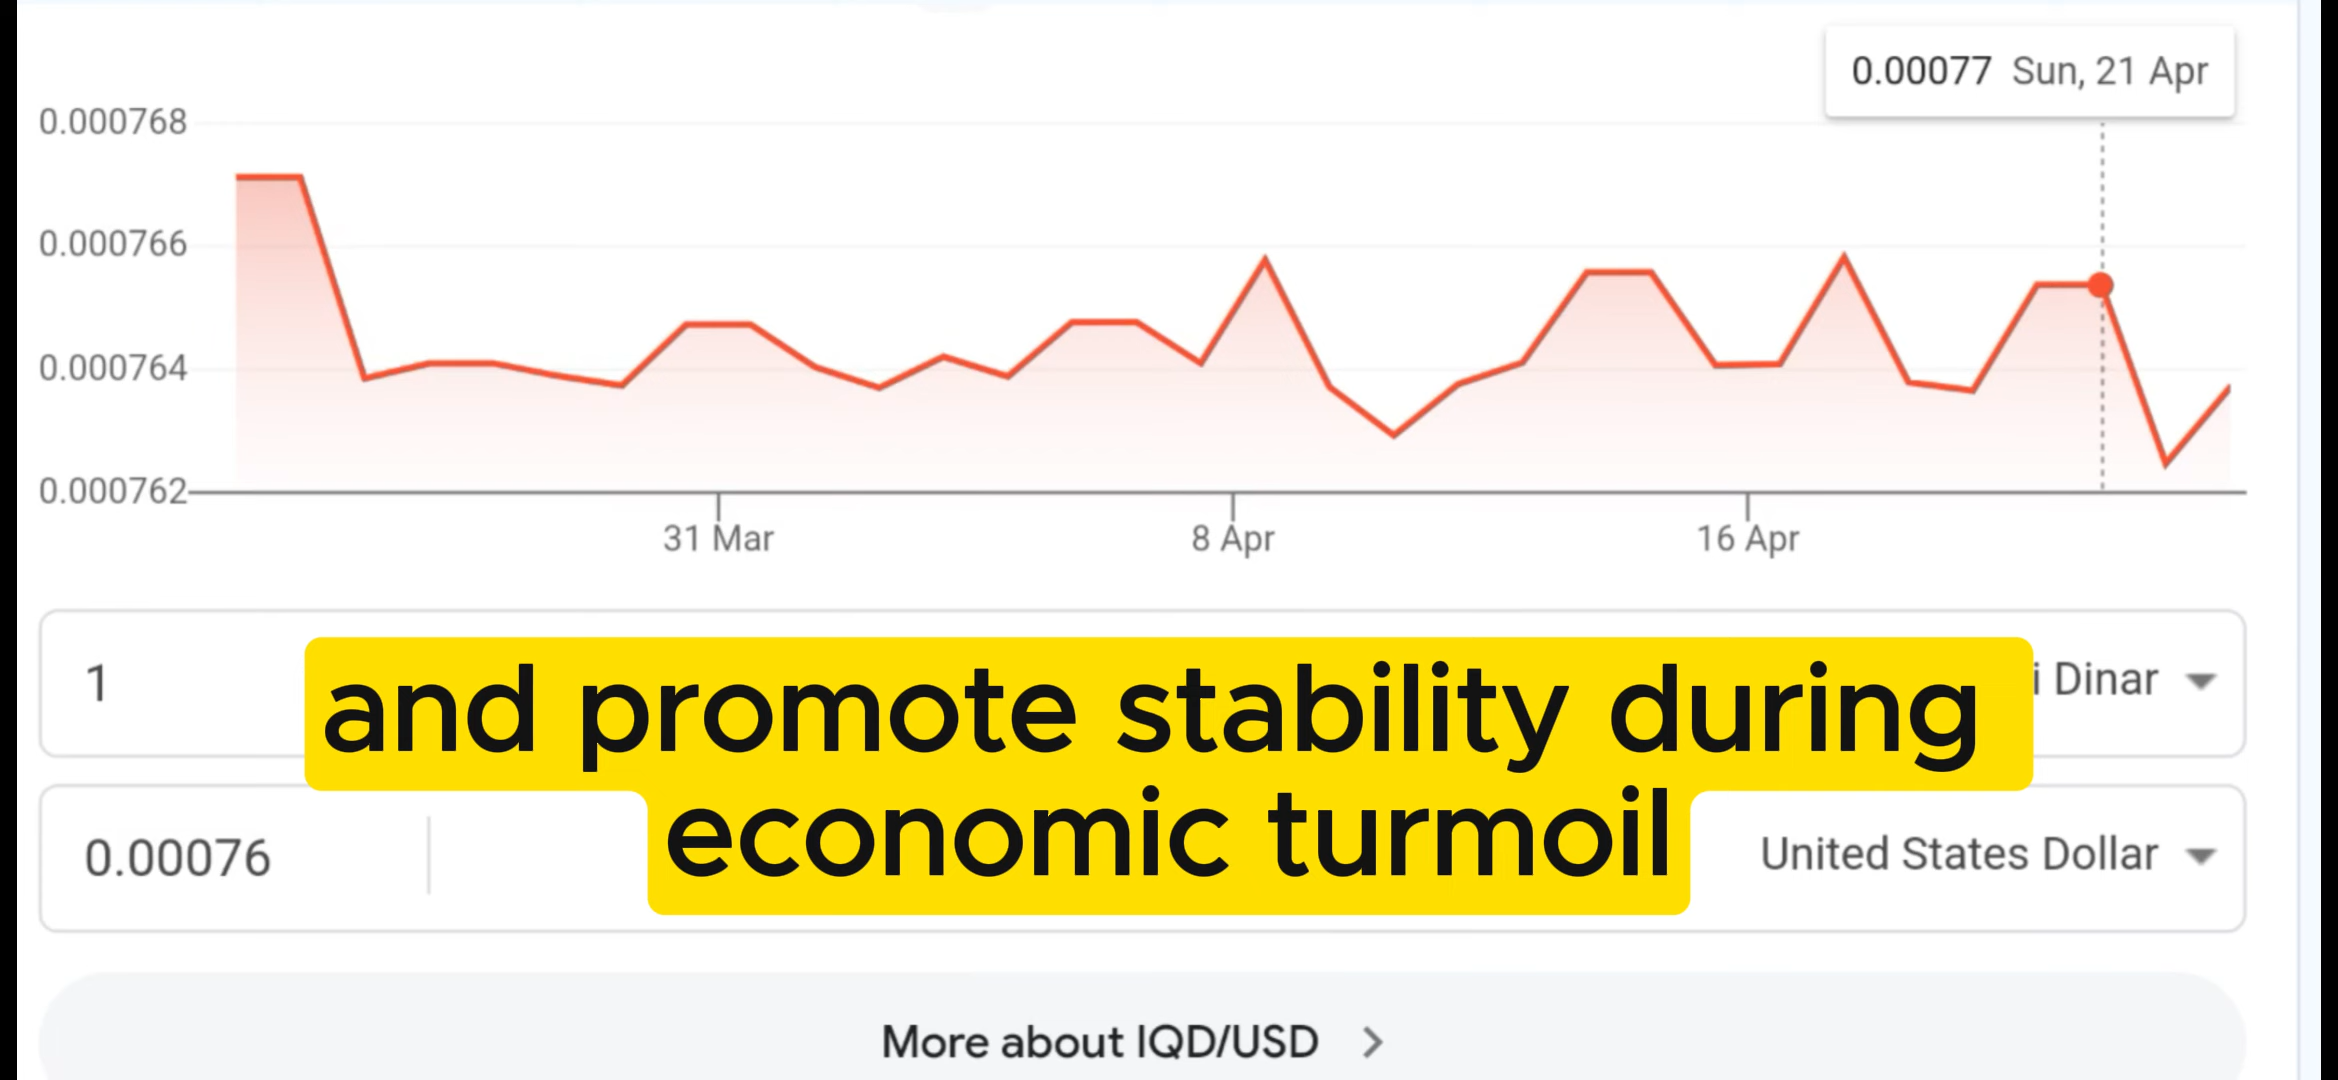 0.00077 Sun, 21 Apr
0.000768
0.000766
0.000764
0.000762
31 Mar
8 Apr
16 Apr
1
and promote stability during
i Dinar
economic turmoil
0.00076
United States Dollar
More about IQD/USD